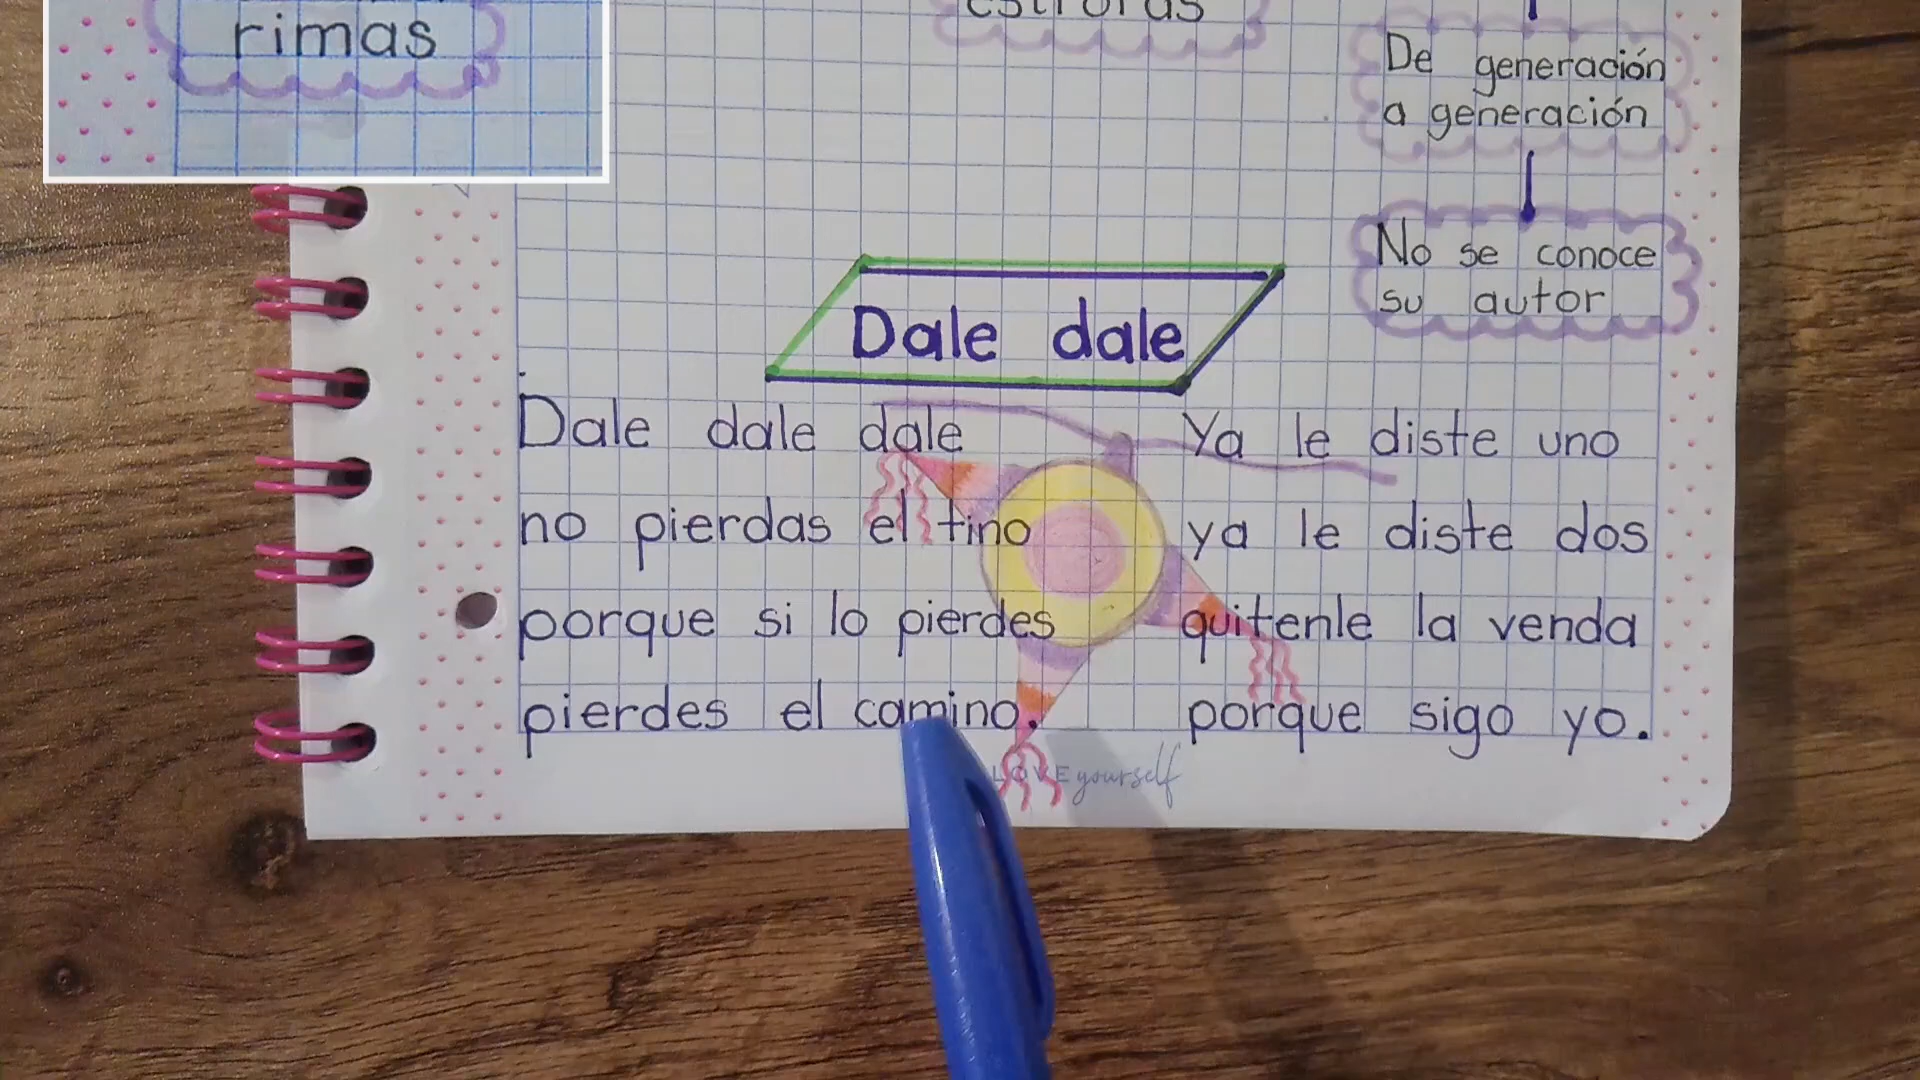 rimas
estrofas
De generación
a generación
No se conoce
su autor
Dale dale
Dale dale dale
no pierdas el tino
porque si lo pierdes
pierdes el camino.
Ya le diste uno
ya le diste dos
quitenle la venda
porque sigo yo.
LOVE yourself